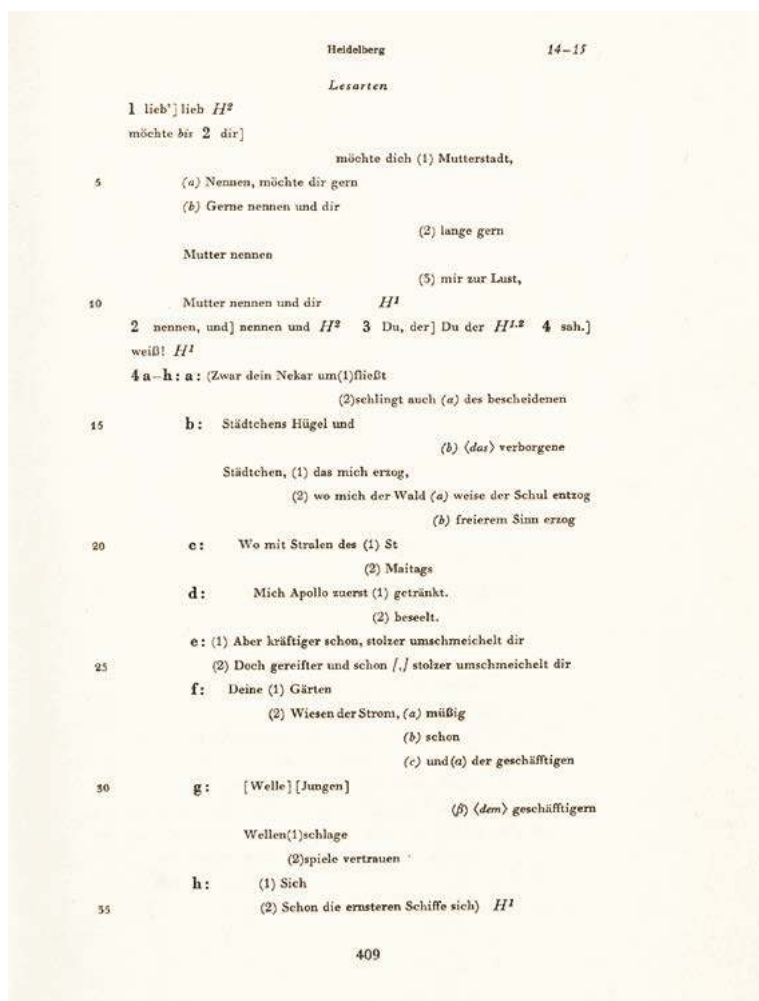 Heidelberg 14–15
Lesarten
1 lieb'] lieb H²
möchte bis 2 dir]
möchte dich (1) Mutterstadt,
5 (a) Nennen, möchte dir gern
(b) Gerne nennen und dir
(2) lange gern
Mutter nennen
(3) mir zur Lust,
10 Mutter nennen und dir H¹
2 nennen, und] nennen und H² 3 Du, der] Du der H¹·² 4 sah.]
weiß! H¹
4 a–h: a: (Zwar dein Nekar um(1)fließt
(2)schlingt auch (a) des bescheidenen
15 b: Städtchens Hügel und
(b) ⟨das⟩ verborgene
Städtchen, (1) das mich erzog,
(2) wo mich der Wald (a) weise der Schul entzog
(b) freierem Sinn erzog
20 c: Wo mit Stralen des (1) St
(2) Maitags
d: Mich Apollo zuerst (1) getränkt.
(2) beseelt.
e: (1) Aber kräftiger schon, stolzer umschmeichelt dir
25 (2) Doch gereifter und schon [,] stolzer umschmeichelt dir
f: Deine (1) Gärten
(2) Wiesen der Strom, (a) müßig
(b) schon
(c) und (α) der geschäfftigen
30 g: [Welle] [Jungen]
(β) ⟨dem⟩ geschäfftigern
Wellen(1)schlage
(2)spiele vertrauen
h: (1) Sich
35 (2) Schon die ernsteren Schiffe sich) H¹
409